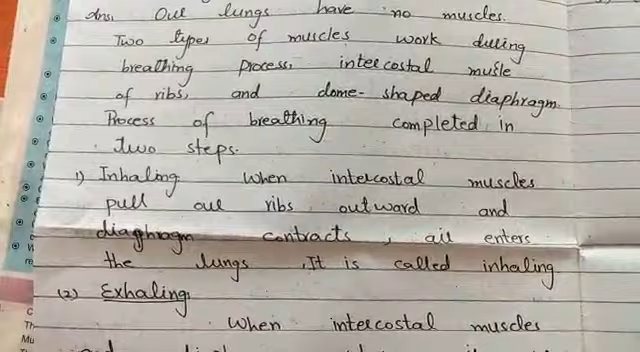 Ans. Our lungs have no muscles.
Two types of muscles work during
breathing process. intercostal musle
of ribs, and dome-shaped diaphragm.
Process of breathing completed in
two steps.
1) Inhaling When intercostal muscles
pull our ribs outward and
diaghragm contracts, air enters
the lungs, It is called inhaling
(2) Exhaling
When intercostal muscles